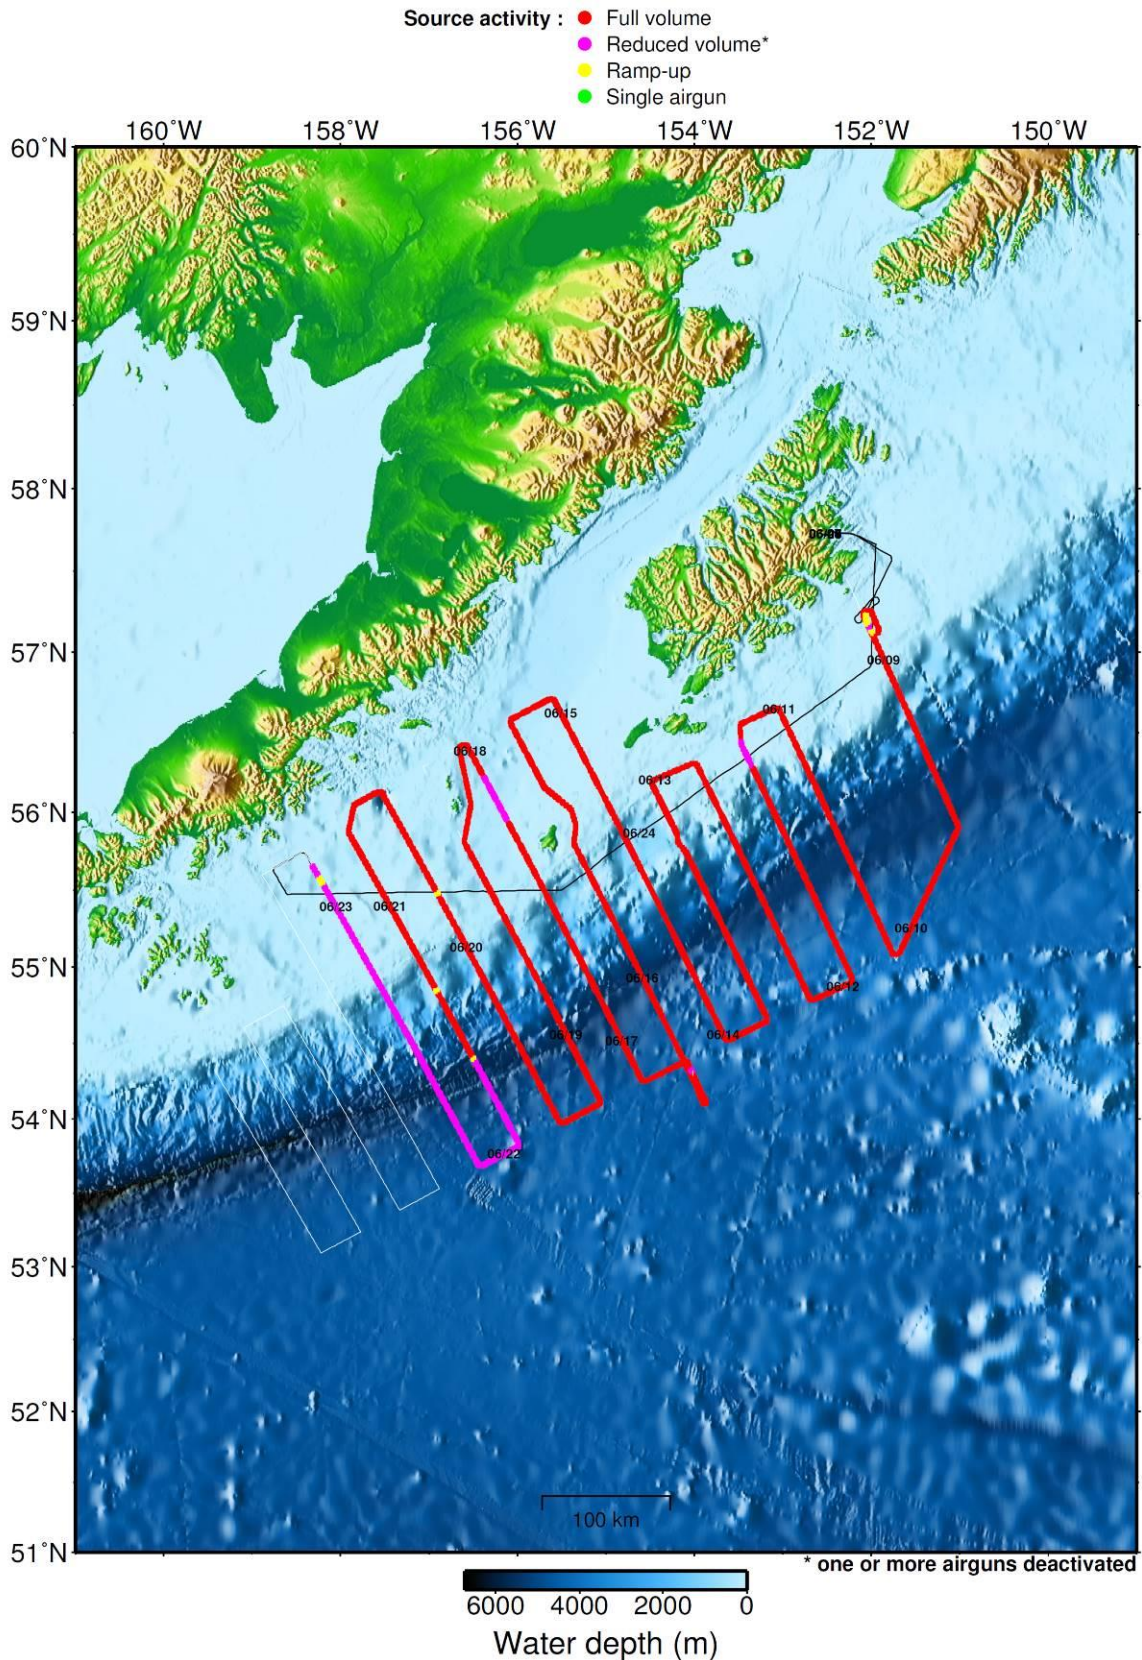 Source activity :
Full volume
Reduced volume*
Ramp-up
Single airgun
160˚W 158˚W 156˚W 154˚W 152˚W 150˚W
60˚N
59˚N
58˚N
57˚N
56˚N
55˚N
54˚N
53˚N
52˚N
51˚N
06/09
06/11
06/15
06/18
06/13
06/24
06/23
06/21
06/20
06/10
06/16
06/12
06/19
06/17
06/14
06/22
100 km
* one or more airguns deactivated
6000 4000 2000 0
Water depth (m)